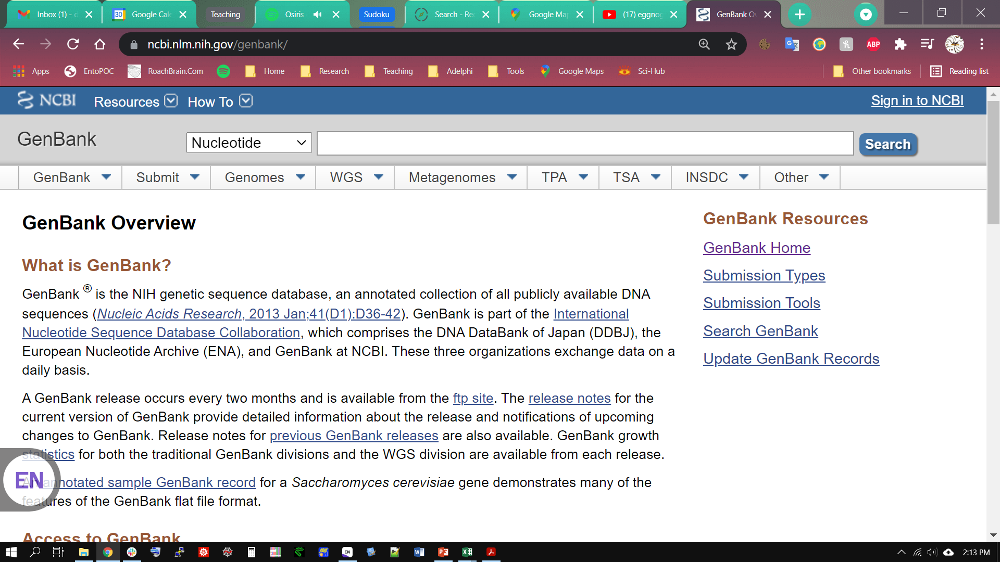 Inbox (1) - d
30
Google Cale
Teaching
Osiris
Sudoku
Search - Re
Google Map
(17) eggnog
GenBank Ov
ncbi.nlm.nih.gov/genbank/
ABP
Apps
EntoPOC
RoachBrain.Com
Home
Research
Teaching
Adelphi
Tools
Google Maps
Sci-Hub
Other bookmarks
Reading list
NCBI
Resources
How To
Sign in to NCBI
GenBank
Nucleotide
Search
GenBank
Submit
Genomes
WGS
Metagenomes
TPA
TSA
INSDC
Other
GenBank Overview
What is GenBank?
GenBank ® is the NIH genetic sequence database, an annotated collection of all publicly available DNA
sequences (Nucleic Acids Research, 2013 Jan;41(D1):D36-42). GenBank is part of the International
Nucleotide Sequence Database Collaboration, which comprises the DNA DataBank of Japan (DDBJ), the
European Nucleotide Archive (ENA), and GenBank at NCBI. These three organizations exchange data on a
daily basis.
A GenBank release occurs every two months and is available from the ftp site. The release notes for the
current version of GenBank provide detailed information about the release and notifications of upcoming
changes to GenBank. Release notes for previous GenBank releases are also available. GenBank growth
statistics for both the traditional GenBank divisions and the WGS division are available from each release.
An annotated sample GenBank record for a Saccharomyces cerevisiae gene demonstrates many of the
features of the GenBank flat file format.
Access to GenBank
GenBank Resources
GenBank Home
Submission Types
Submission Tools
Search GenBank
Update GenBank Records
EN
EN
2:13 PM